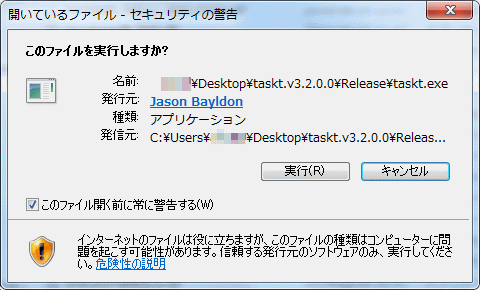 開いているファイル - セキュリティの警告
このファイルを実行しますか?
名前: ¥Desktop¥taskt.v3.2.0.0¥Release¥taskt.exe
発行元: Jason Bayldon
種類: アプリケーション
発信元: C:¥Users¥ ¥Desktop¥taskt.v3.2.0.0¥Releas...
実行(R) キャンセル
このファイル開く前に常に警告する(W)
インターネットのファイルは役に立ちますが、このファイルの種類はコンピューターに問
題を起こす可能性があります。信頼する発行元のソフトウェアのみ、実行してくださ
い。危険性の説明